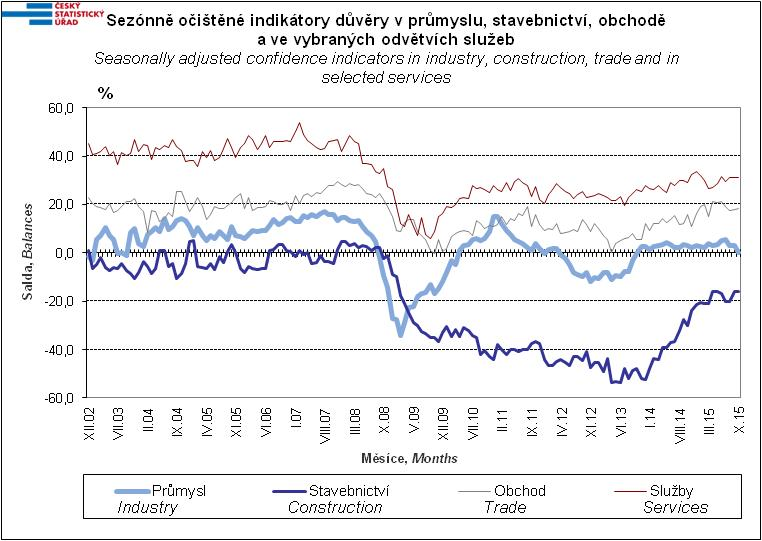 ČESKÝ
STATISTICKÝ
ÚŘAD
Sezónně očištěné indikátory důvěry v průmyslu, stavebnictví, obchodě
a ve vybraných odvětvích služeb
Seasonally adjusted confidence indicators in industry, construction, trade and in
selected services
%
60,0
40,0
20,0
0,0
-20,0
-40,0
-60,0
Salda, Balances
XII.02
VII.03
II.04
IX.04
IV.05
XI.05
VI.06
I.07
VIII.07
III.08
X.08
V.09
XII.09
VII.10
II.11
IX.11
IV.12
XI.12
VI.13
I.14
VIII.14
III.15
X.15
Měsíce, Months
Průmysl Stavebnictví Obchod Služby
Industry Construction Trade Services